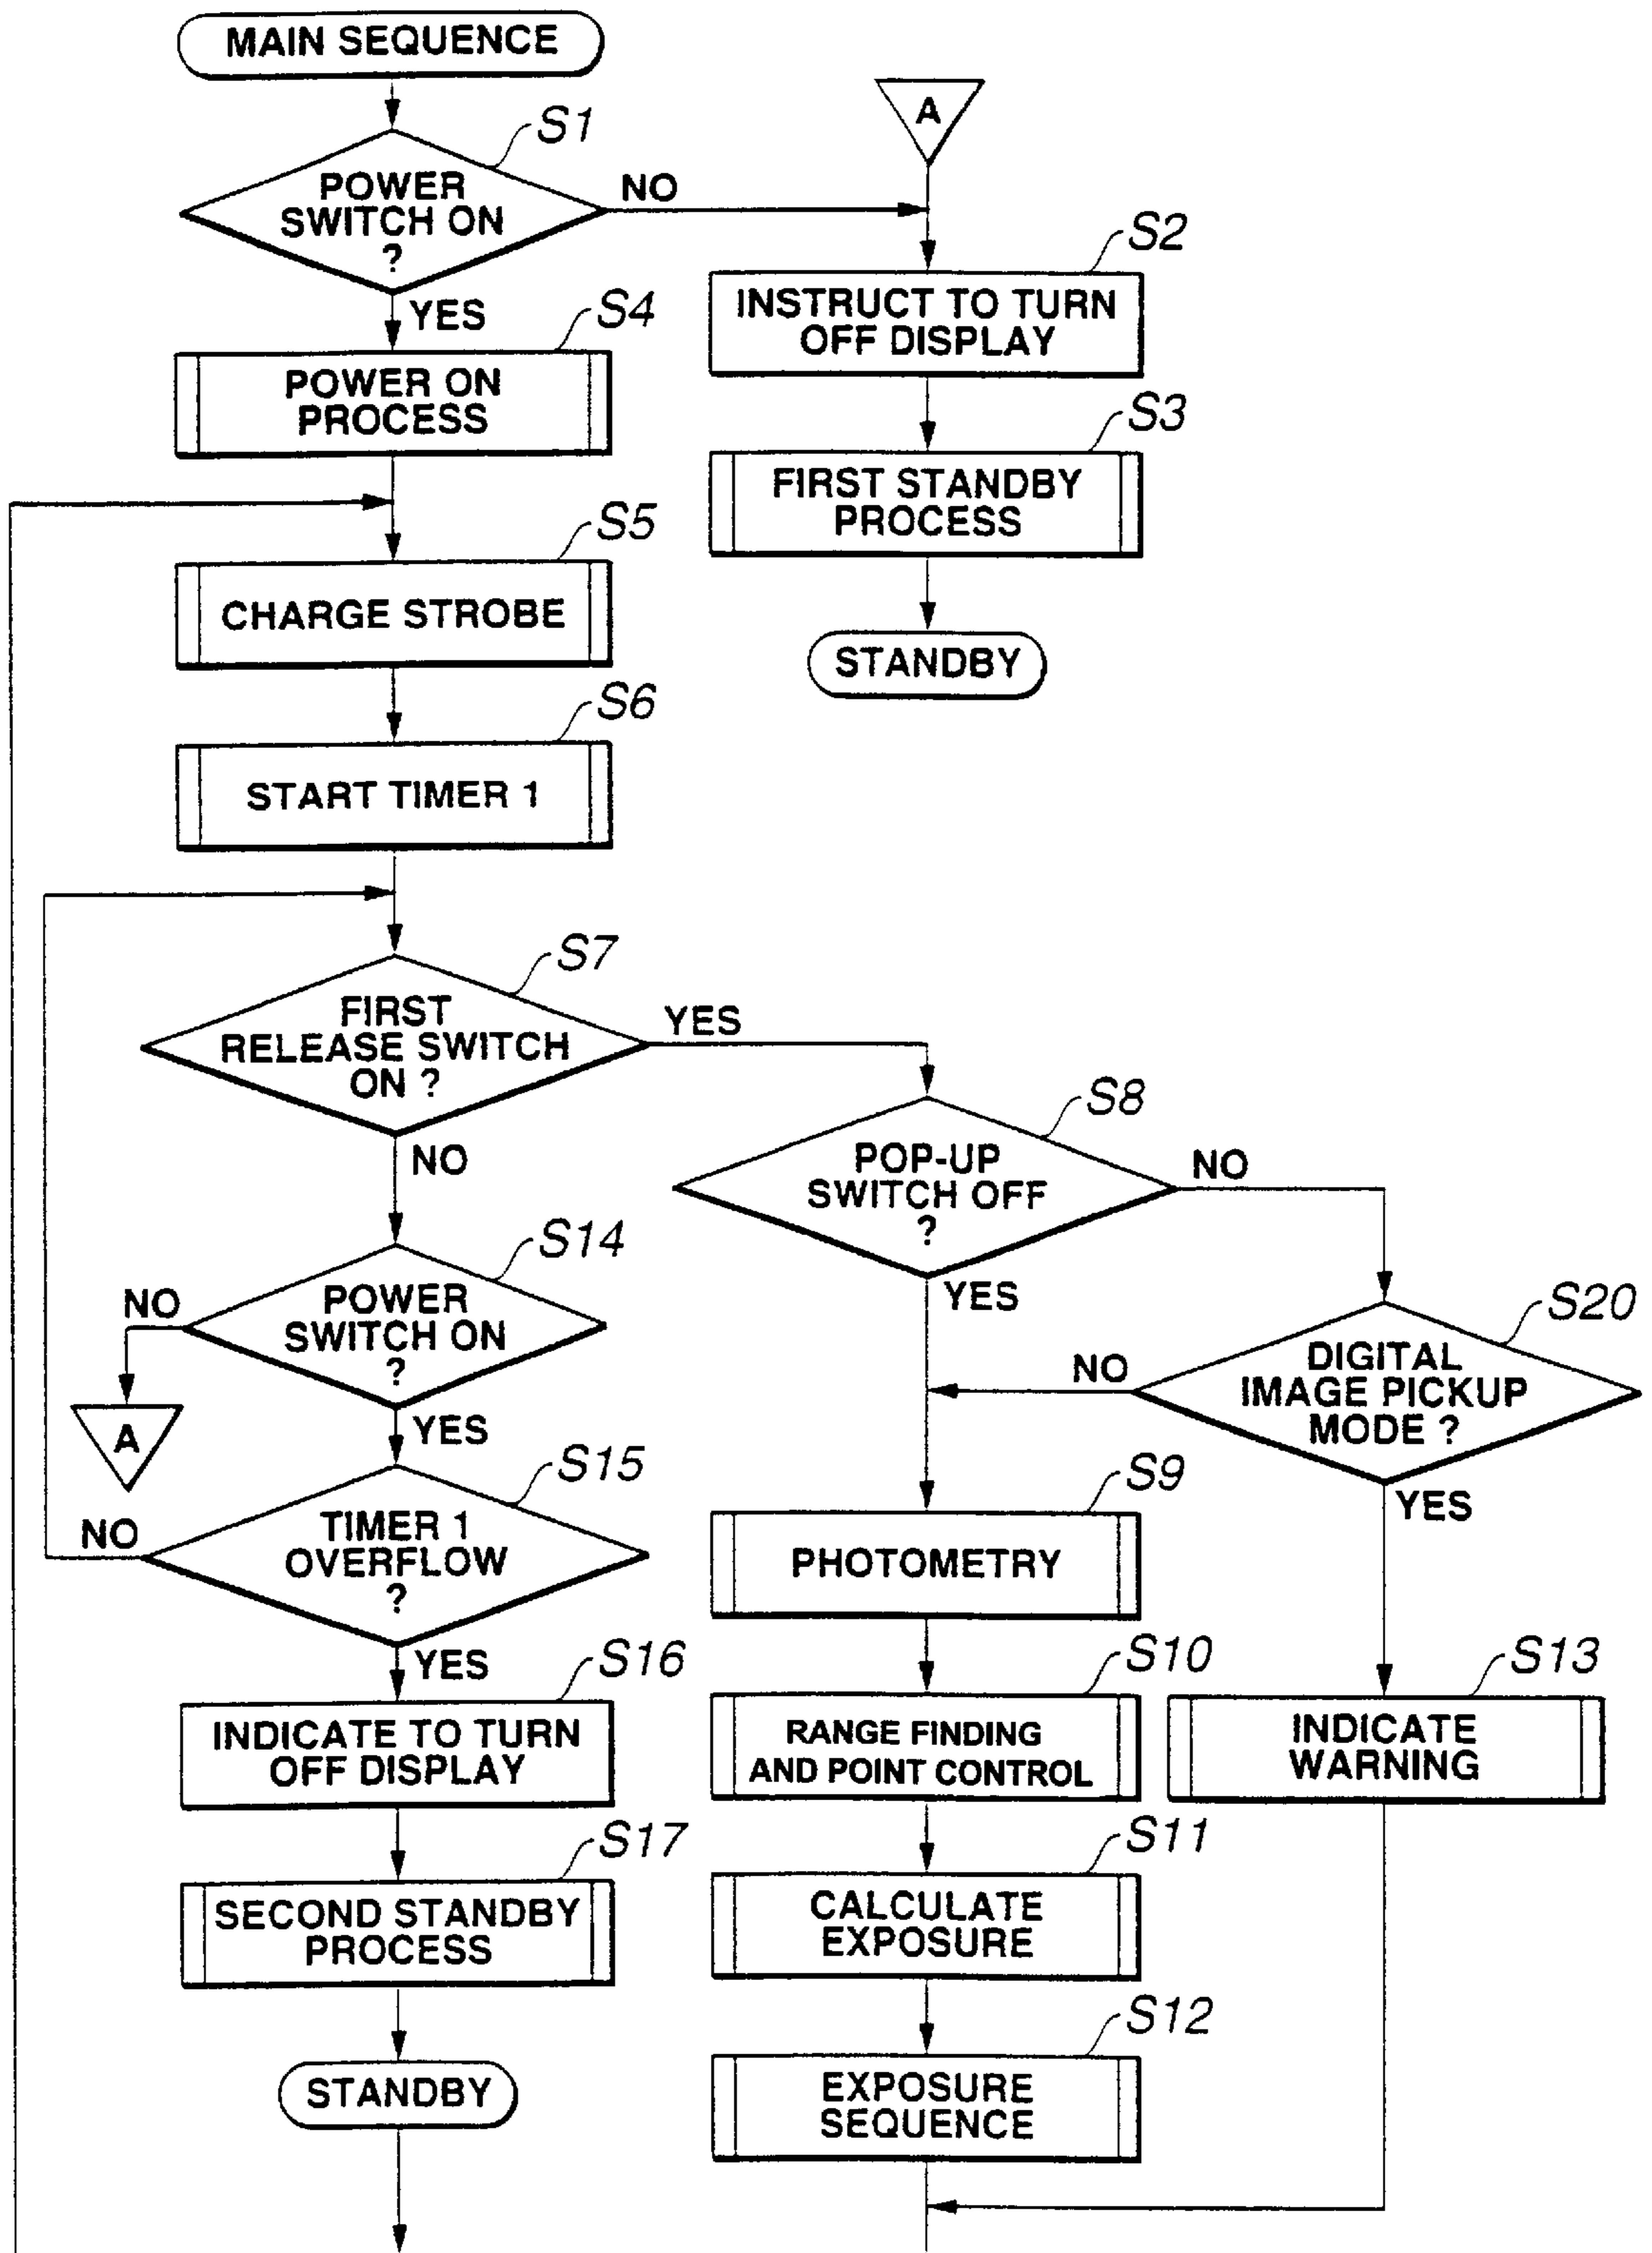 MAIN SEQUENCE
S1
POWER
SWITCH ON
?
NO
YES
A
S2
INSTRUCT TO TURN
OFF DISPLAY
S3
FIRST STANDBY
PROCESS
STANDBY
S4
POWER ON
PROCESS
S5
CHARGE STROBE
S6
START TIMER 1
S7
FIRST
RELEASE SWITCH
ON ?
YES
NO
S8
POP-UP
SWITCH OFF
?
NO
YES
S14
POWER
SWITCH ON
?
NO
A
YES
S20
DIGITAL
IMAGE PICKUP
MODE ?
NO
YES
S15
TIMER 1
OVERFLOW
?
NO
YES
S9
PHOTOMETRY
S16
INDICATE TO TURN
OFF DISPLAY
S10
RANGE FINDING
AND POINT CONTROL
S13
INDICATE
WARNING
S17
SECOND STANDBY
PROCESS
STANDBY
S11
CALCULATE
EXPOSURE
S12
EXPOSURE
SEQUENCE